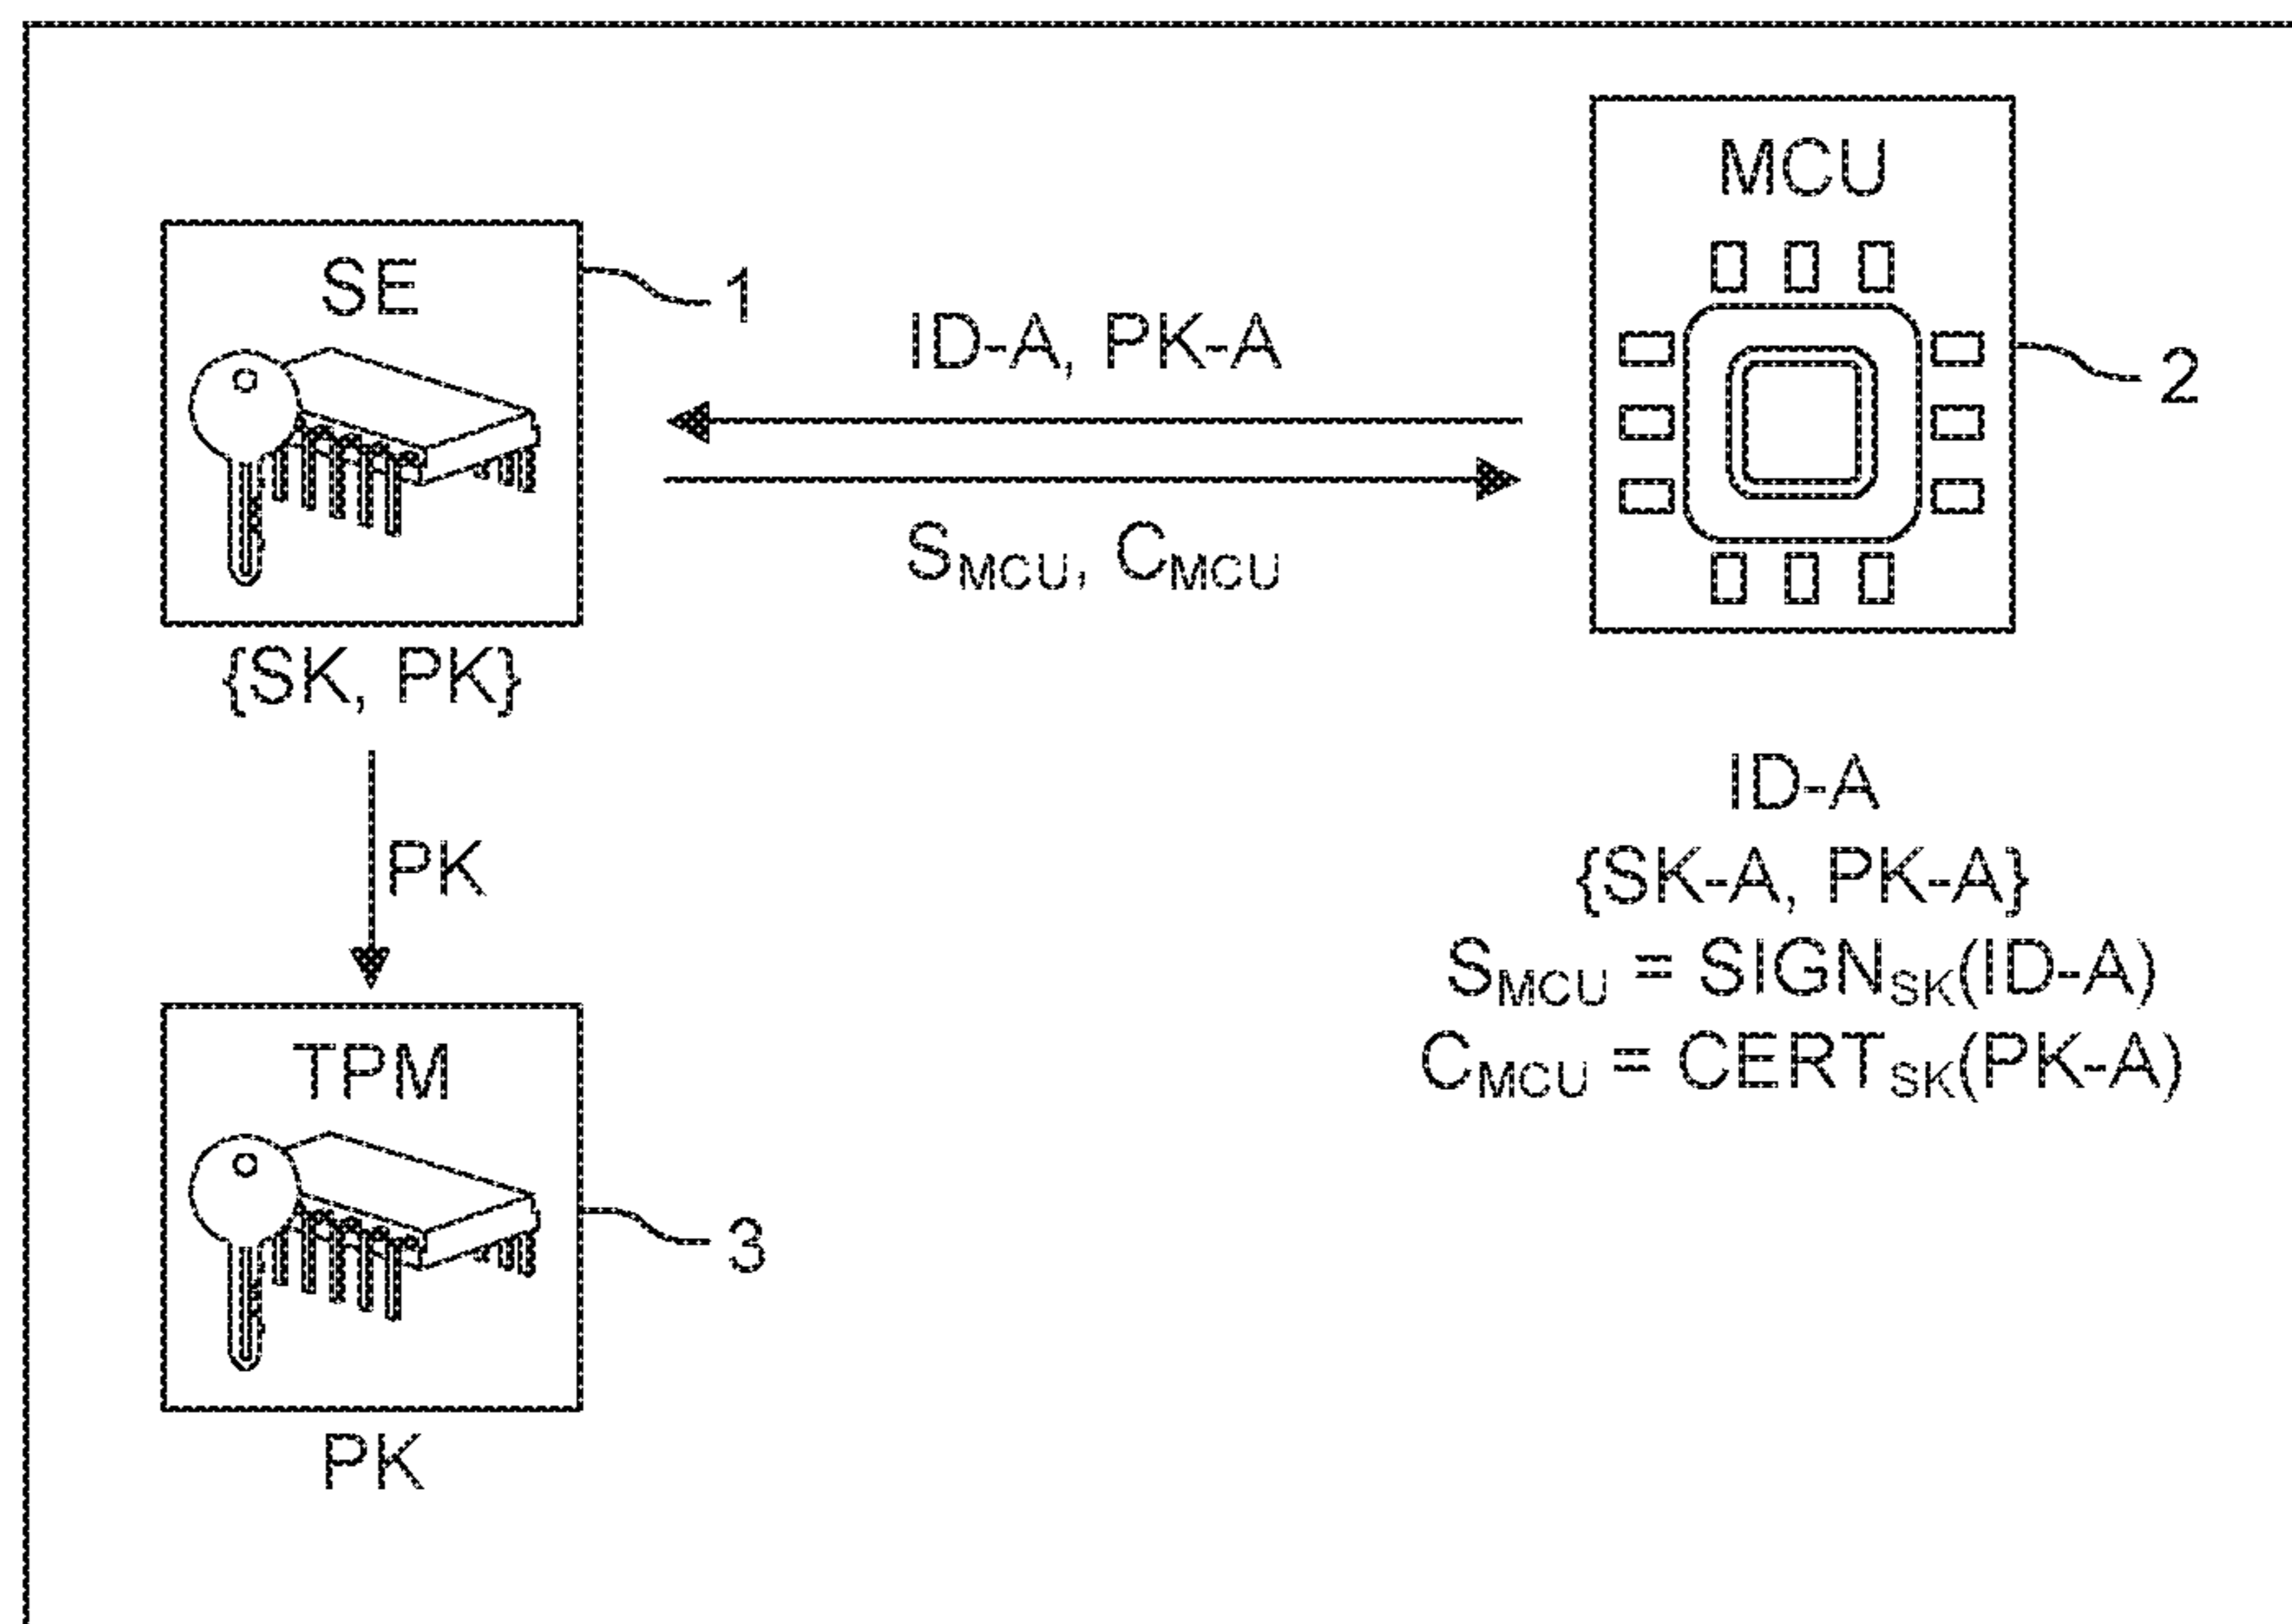 SE
1
{SK, PK}
ID-A, PK-A
S_MCU, C_MCU
MCU
2
ID-A
{SK-A, PK-A}
S_MCU = SIGN_SK(ID-A)
C_MCU = CERT_SK(PK-A)
PK
TPM
3
PK